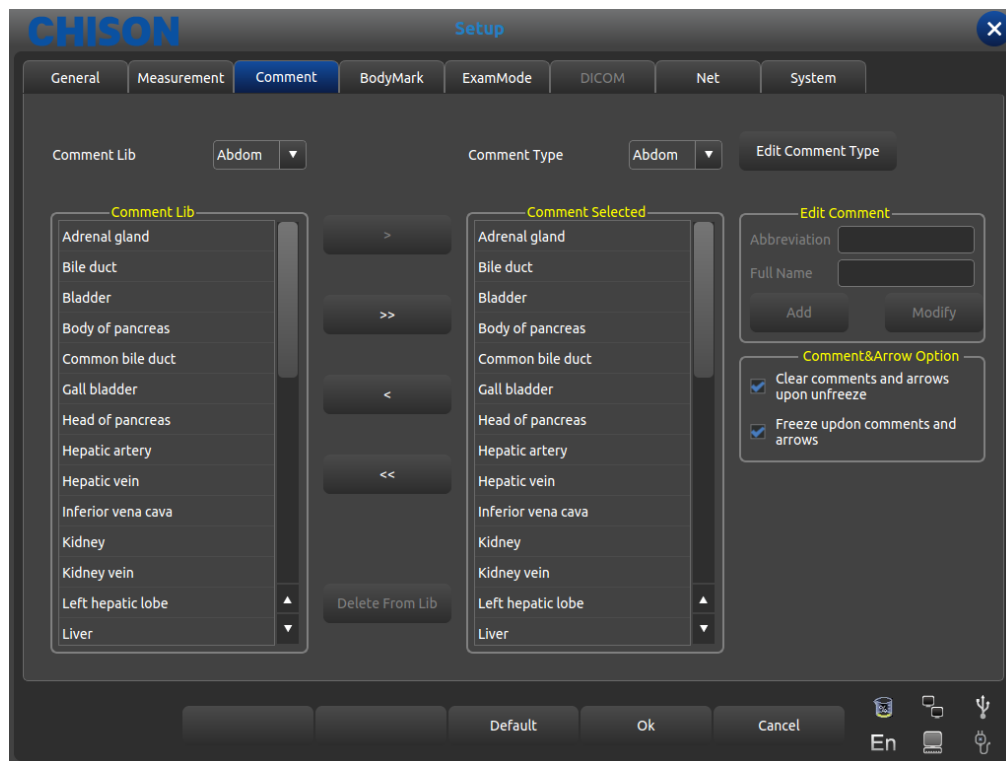 CHISON
Setup
General Measurement Comment BodyMark ExamMode DICOM Net System
Comment Lib Abdom Comment Type Abdom Edit Comment Type
Comment Lib
Adrenal gland
Bile duct
Bladder
Body of pancreas
Common bile duct
Gall bladder
Head of pancreas
Hepatic artery
Hepatic vein
Inferior vena cava
Kidney
Kidney vein
Left hepatic lobe
Liver
>
>>
<
<<
Delete From Lib
Comment Selected
Adrenal gland
Bile duct
Bladder
Body of pancreas
Common bile duct
Gall bladder
Head of pancreas
Hepatic artery
Hepatic vein
Inferior vena cava
Kidney
Kidney vein
Left hepatic lobe
Liver
Edit Comment
Abbreviation
Full Name
Add Modify
Comment&Arrow Option
Clear comments and arrows
upon unfreeze
Freeze updon comments and
arrows
Default Ok Cancel
En